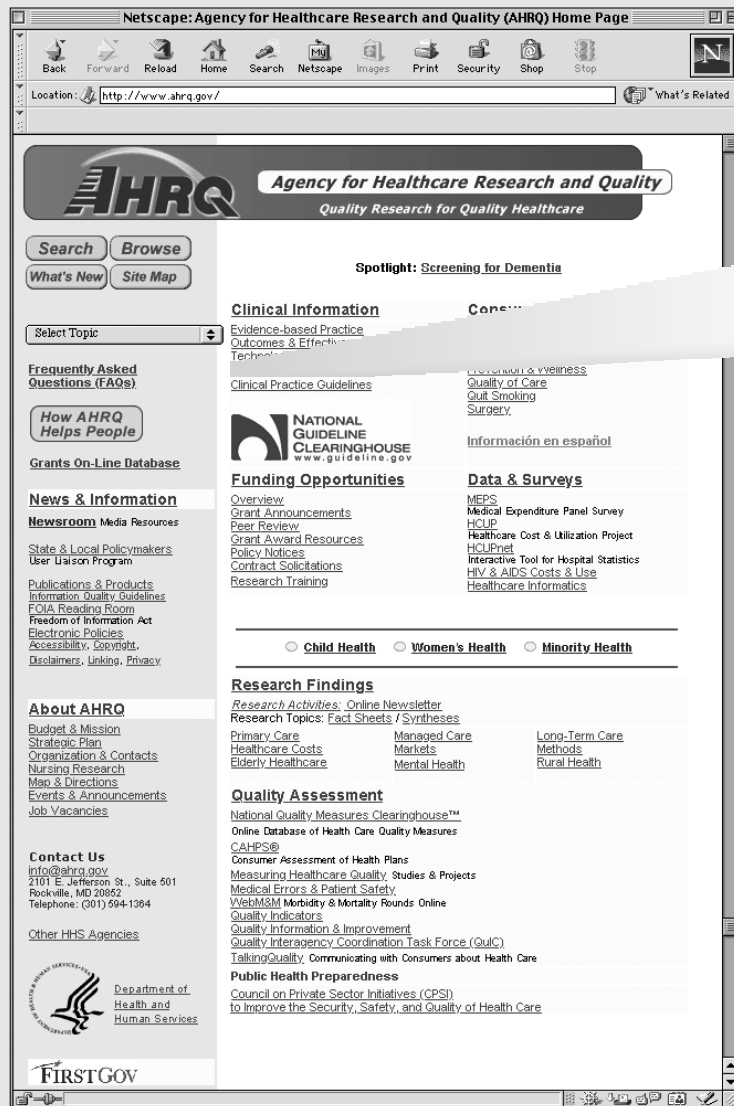 Netscape: Agency for Healthcare Research and Quality (AHRQ) Home Page
Back Forward Reload Home Search Netscape Images Print Security Shop Stop
My
N
Location: http://www.ahrq.gov/ What's Related
AHRQ
Agency for Healthcare Research and Quality
Quality Research for Quality Healthcare
Search Browse
What's New Site Map
Select Topic
Frequently Asked
Questions (FAQs)
How AHRQ
Helps People
Grants On-Line Database
News & Information
Newsroom Media Resources
State & Local Policymakers
User Liaison Program
Publications & Products
Information Quality Guidelines
FOIA Reading Room
Freedom of Information Act
Electronic Policies
Accessibility, Copyright,
Disclaimers, Linking, Privacy
About AHRQ
Budget & Mission
Strategic Plan
Organization & Contacts
Nursing Research
Map & Directions
Events & Announcements
Job Vacancies
Contact Us
info@ahrq.gov
2101 E. Jefferson St., Suite 501
Rockville, MD 20852
Telephone: (301) 594-1364
Other HHS Agencies
Department of
Health and
Human Services
FIRSTGOV
Spotlight: Screening for Dementia
Clinical Information
Evidence-based Practice
Outcomes &
Clinical Practice Guidelines
NATIONAL
GUIDELINE
CLEARINGHOUSE
www.guideline.gov
Prevention & Wellness
Quality of Care
Quit Smoking
Surgery
Información en español
Funding Opportunities
Overview
Grant Announcements
Peer Review
Grant Award Resources
Policy Notices
Contract Solicitations
Research Training
Data & Surveys
MEPS
Medical Expenditure Panel Survey
HCUP
Healthcare Cost & Utilization Project
HCUPnet
Interactive Tool for Hospital Statistics
HIV & AIDS Costs & Use
Healthcare Informatics
Child Health Women's Health Minority Health
Research Findings
Research Activities: Online Newsletter
Research Topics: Fact Sheets / Syntheses
Primary Care Managed Care Long-Term Care
Healthcare Costs Markets Methods
Elderly Healthcare Mental Health Rural Health
Quality Assessment
National Quality Measures Clearinghouse™
Online Database of Health Care Quality Measures
CAHPS®
Consumer Assessment of Health Plans
Measuring Healthcare Quality Studies & Projects
Medical Errors & Patient Safety
WebM&M Morbidity & Mortality Rounds Online
Quality Indicators
Quality Information & Improvement
Quality Interagency Coordination Task Force (QuIC)
TalkingQuality Communicating with Consumers about Health Care
Public Health Preparedness
Council on Private Sector Initiatives (CPSI)
to Improve the Security, Safety, and Quality of Health Care